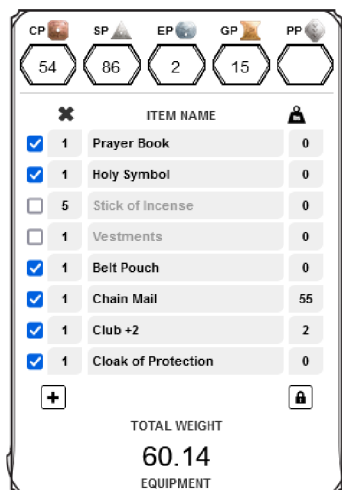 CP SP EP GP PP
54 86 2 15
ITEM NAME
1 Prayer Book 0
1 Holy Symbol 0
5 Stick of Incense 0
1 Vestments 0
1 Belt Pouch 0
1 Chain Mail 55
1 Club +2 2
1 Cloak of Protection 0
TOTAL WEIGHT
60.14
EQUIPMENT